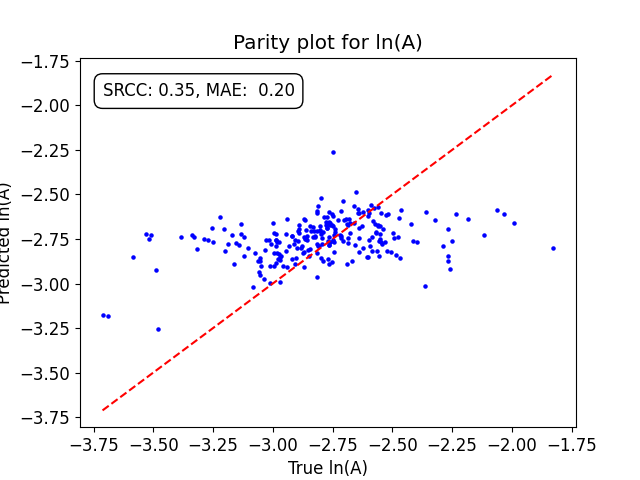 Parity plot for ln(A)
SRCC: 0.35, MAE:  0.20
Predicted ln(A)
−1.75
−2.00
−2.25
−2.50
−2.75
−3.00
−3.25
−3.50
−3.75
−3.75 −3.50 −3.25 −3.00 −2.75 −2.50 −2.25 −2.00 −1.75
True ln(A)